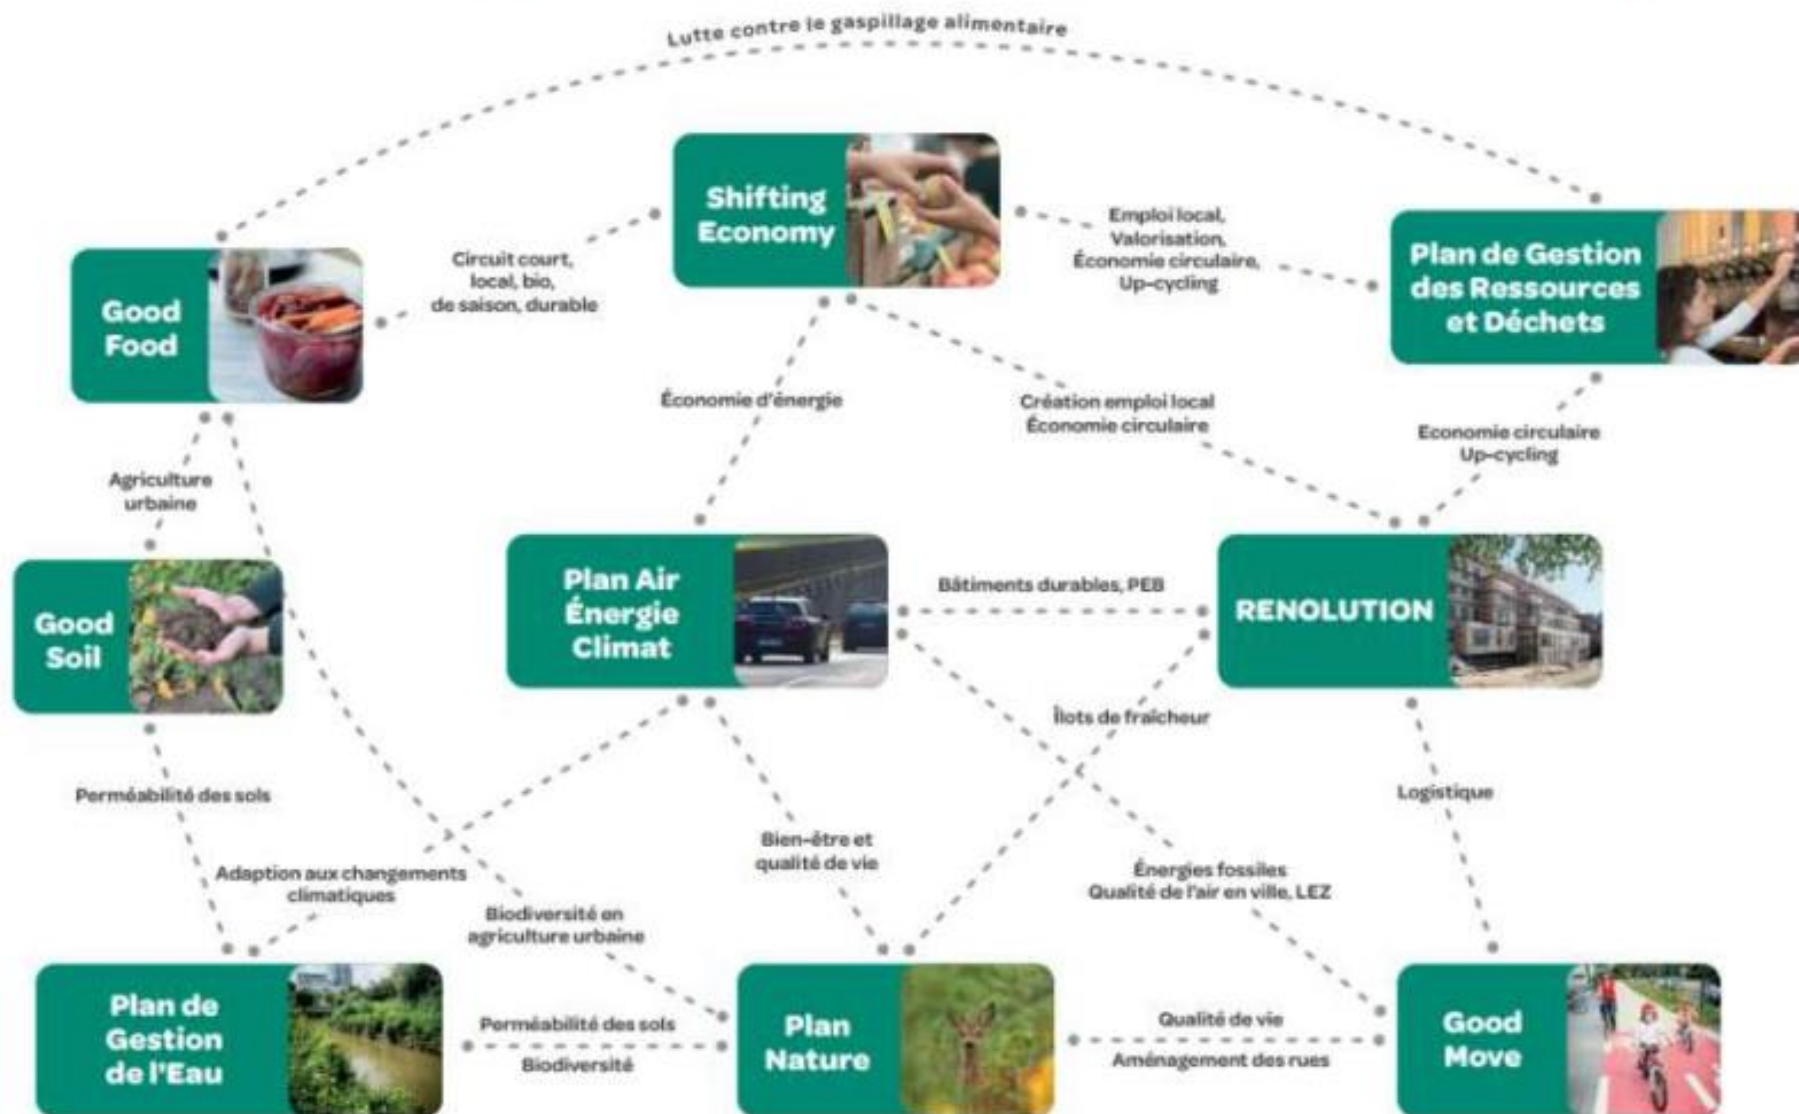 Lutte contre le gaspillage alimentaire
Shifting
Economy
Emploi local,
Valorisation,
Économie circulaire,
Up-cycling
Plan de Gestion
des Ressources
et Déchets
Circuit court,
local, bio,
de saison, durable
Good
Food
Économie d'énergie
Création emploi local
Économie circulaire
Economie circulaire
Up-cycling
Agriculture
urbaine
Good
Soil
Plan Air
Énergie
Climat
Bâtiments durables, PEB
RENOLUTION
Îlots de fraîcheur
Perméabilité des sols
Logistique
Bien-être et
qualité de vie
Adaption aux changements
climatiques
Énergies fossiles
Qualité de l'air en ville, LEZ
Biodiversité en
agriculture urbaine
Plan de
Gestion
de l'Eau
Perméabilité des sols
Biodiversité
Plan
Nature
Qualité de vie
Aménagement des rues
Good
Move